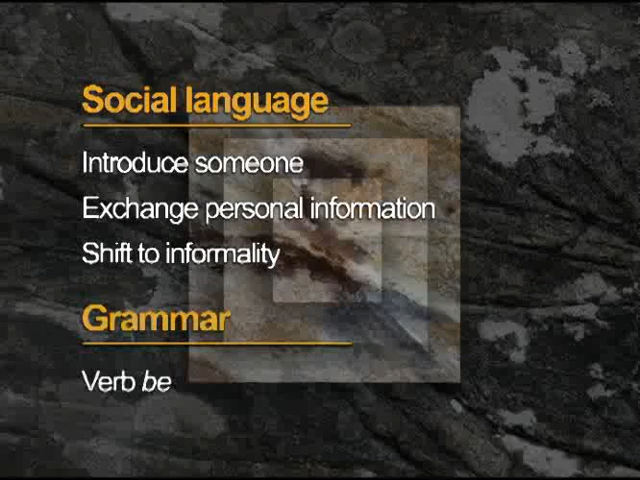 Social language
Introduce someone
Exchange personal information
Shift to informality
Grammar
Verb be